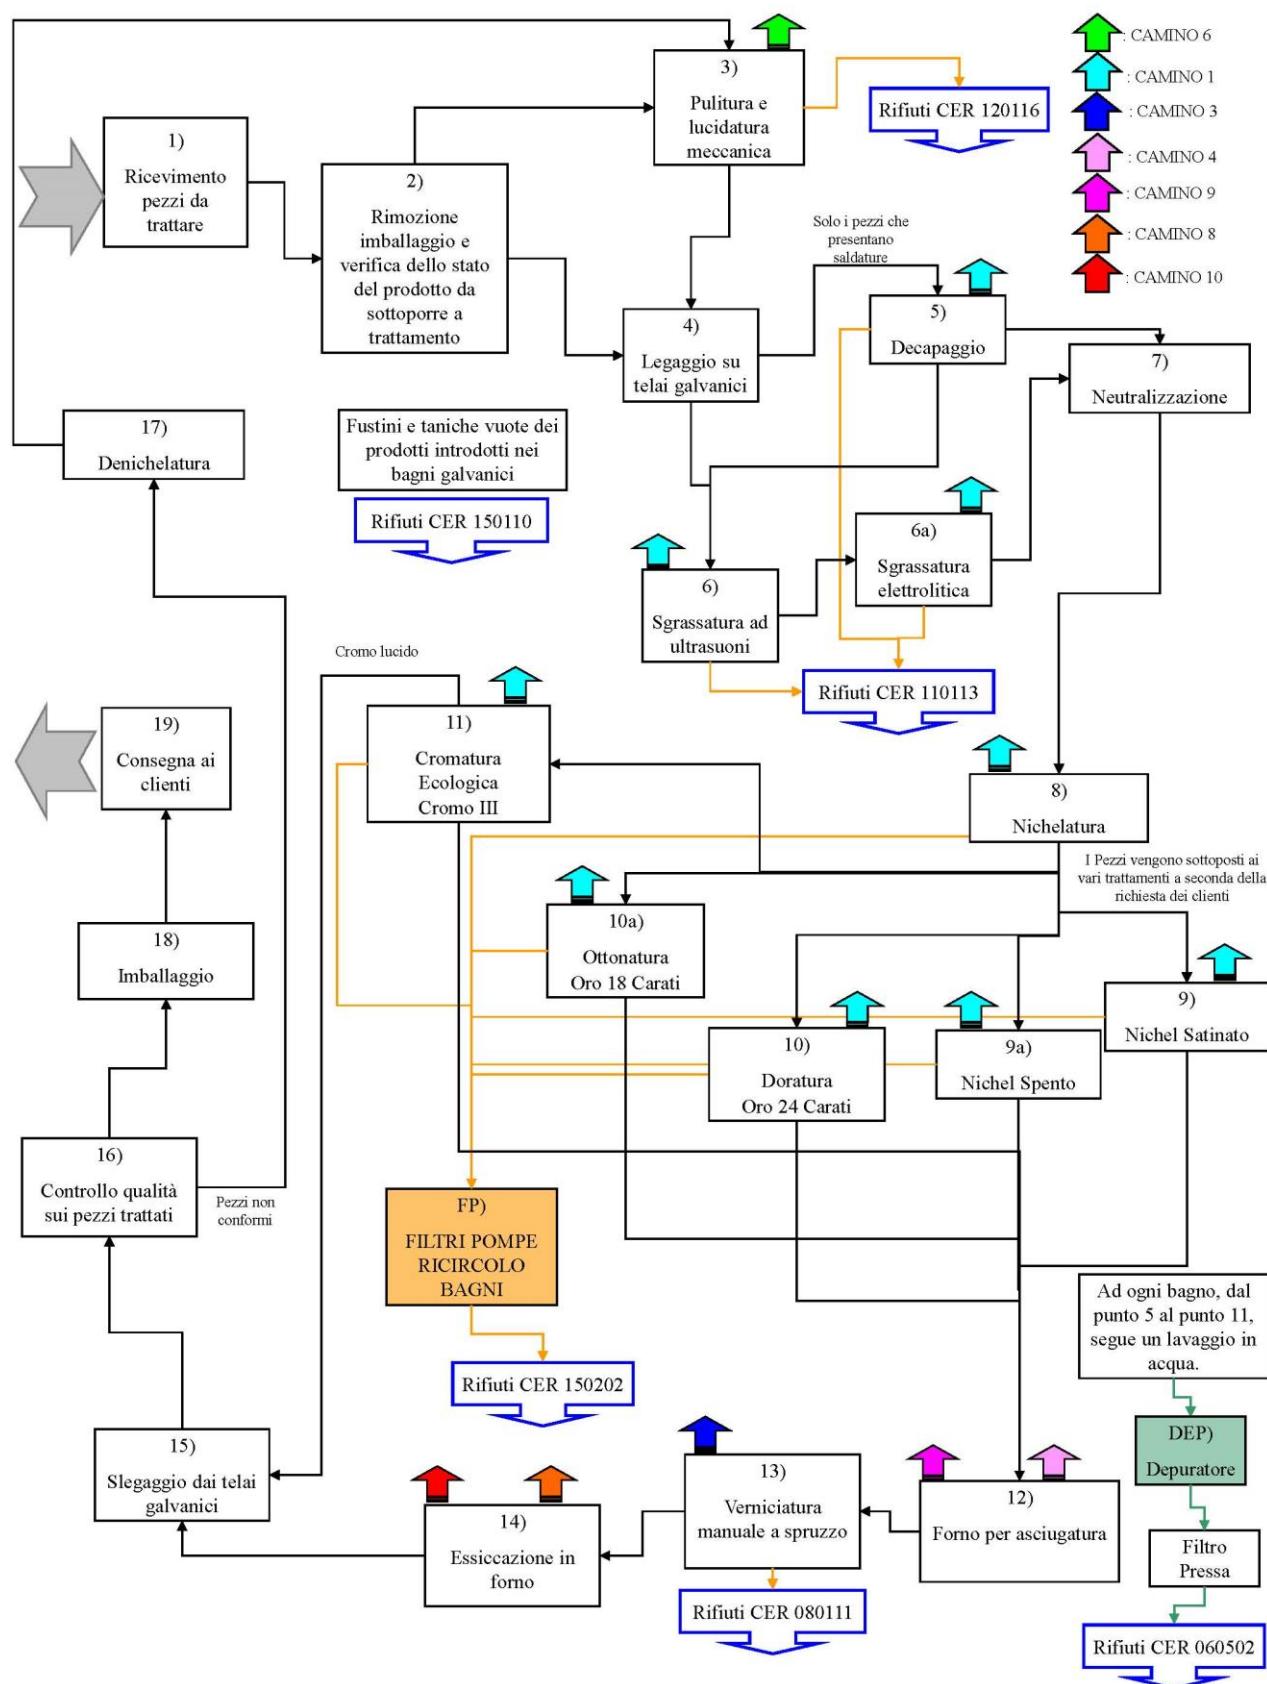 : CAMINO 6
: CAMINO 1
: CAMINO 3
: CAMINO 4
: CAMINO 9
: CAMINO 8
: CAMINO 10
1)
Ricevimento
pezzi da
trattare
2)
Rimozione
imballaggio e
verifica dello stato
del prodotto da
sottoporre a
trattamento
3)
Pulitura e
lucidatura
meccanica
Rifiuti CER 120116
Solo i pezzi che
presentano
saldature
4)
Legaggio su
telai galvanici
5)
Decapaggio
7)
Neutralizzazione
17)
Denichelatura
Fustini e taniche vuote dei
prodotti introdotti nei
bagni galvanici
Rifiuti CER 150110
6)
Sgrassatura ad
ultrasuoni
6a)
Sgrassatura
elettrolitica
Rifiuti CER 110113
Cromo lucido
19)
Consegna ai
clienti
11)
Cromatura
Ecologica
Cromo III
8)
Nichelatura
I Pezzi vengono sottoposti ai
vari trattamenti a seconda della
richiesta dei clienti
10a)
Ottonatura
Oro 18 Carati
18)
Imballaggio
9)
Nichel Satinato
10)
Doratura
Oro 24 Carati
9a)
Nichel Spento
16)
Controllo qualità
sui pezzi trattati
Pezzi non
conformi
FP)
FILTRI POMPE
RICIRCOLO
BAGNI
Rifiuti CER 150202
Ad ogni bagno, dal
punto 5 al punto 11,
segue un lavaggio in
acqua.
DEP)
Depuratore
Filtro
Pressa
Rifiuti CER 060502
15)
Slegaggio dai telai
galvanici
14)
Essiccazione in
forno
13)
Verniciatura
manuale a spruzzo
Rifiuti CER 080111
12)
Forno per asciugatura